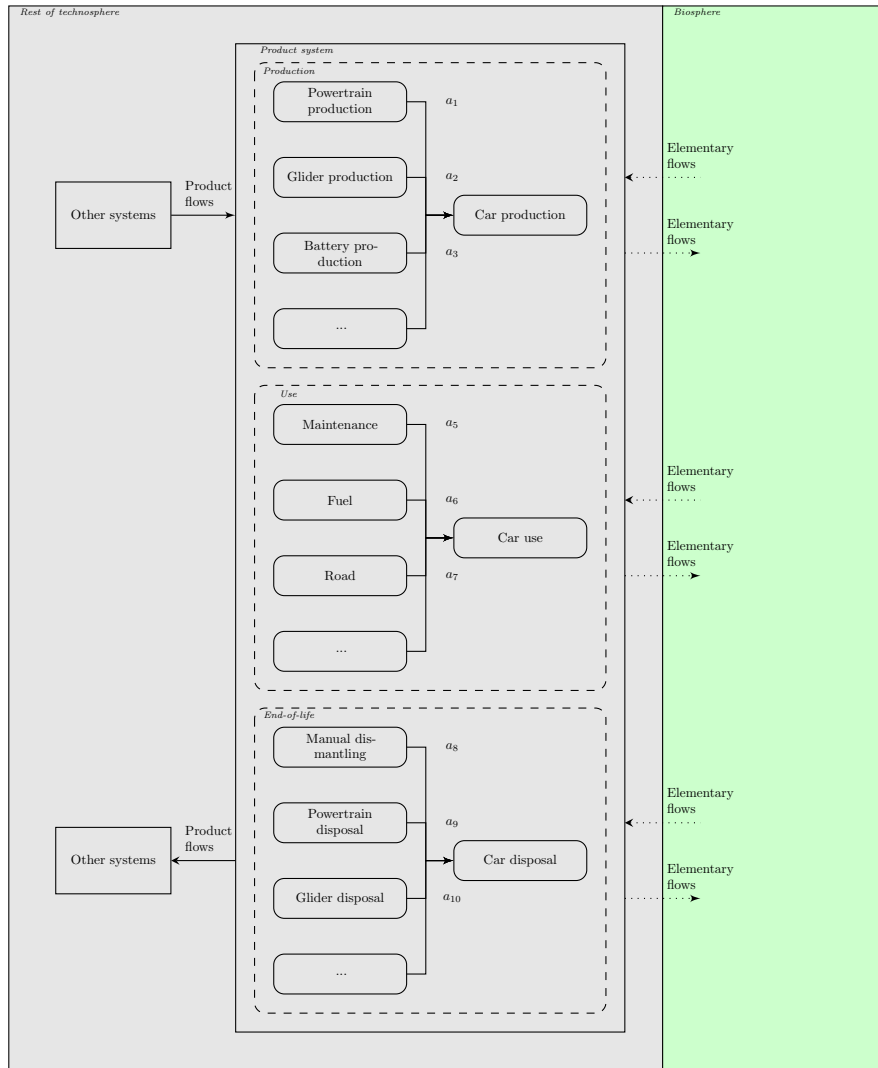 Rest of technosphere
Biosphere
Product system
Production
Powertrain
production
a1
Elementary
flows
Glider production
a2
Product
flows
Other systems
Car production
Elementary
flows
Battery pro-
duction
a3
...
Use
Maintenance
a5
Elementary
flows
Fuel
a6
Car use
Elementary
flows
Road
a7
...
End-of-life
Manual dis-
mantling
a8
Elementary
flows
Powertrain
disposal
a9
Product
flows
Other systems
Car disposal
Elementary
flows
Glider disposal
a10
...